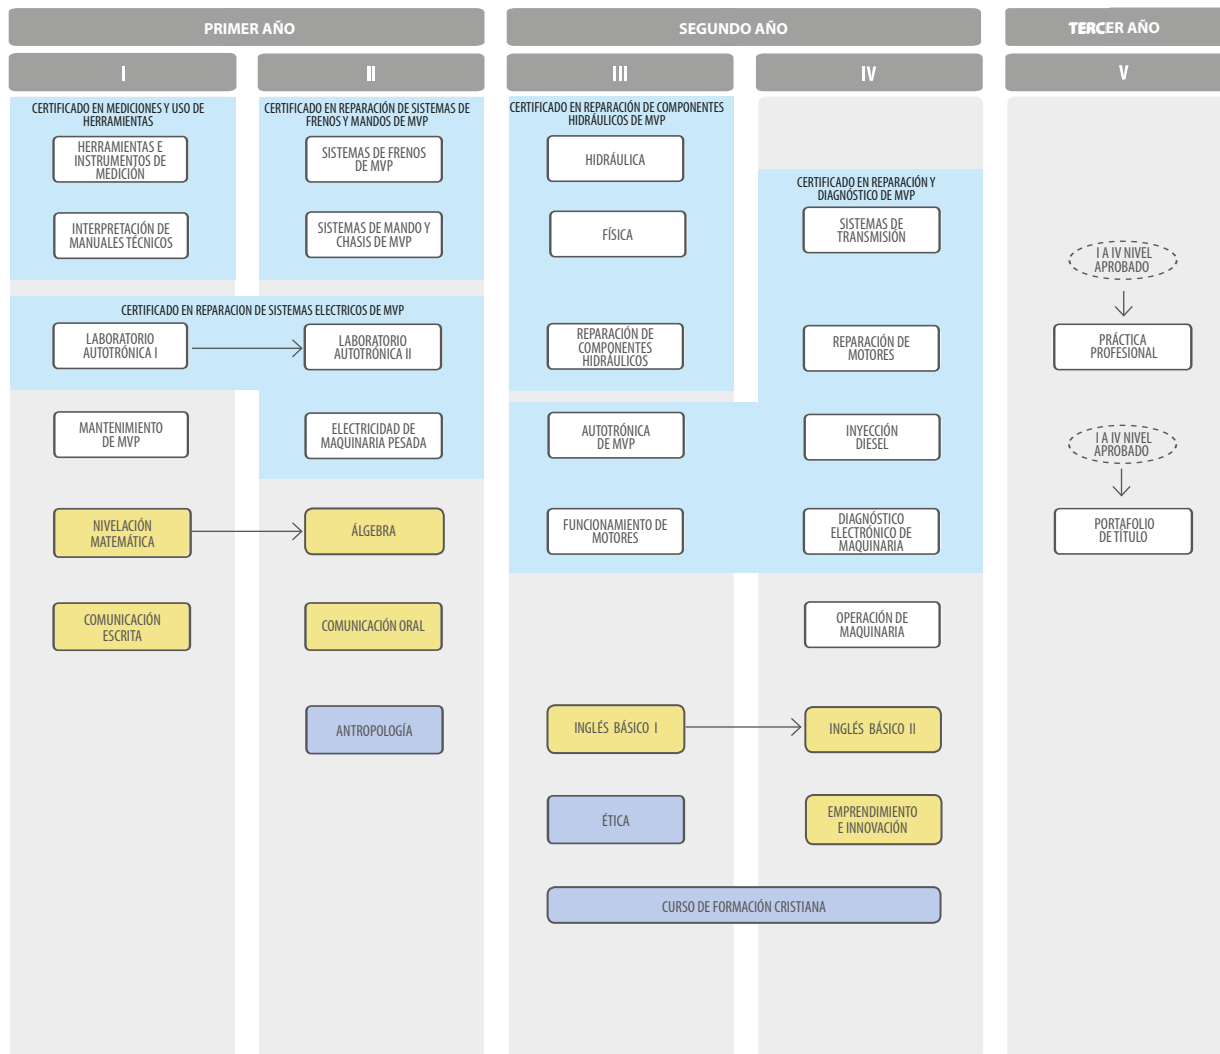 PRIMER AÑO
SEGUNDO AÑO
TERCER AÑO
I
II
III
IV
V
CERTIFICADO EN MEDICIONES Y USO DE
HERRAMIENTAS
HERRAMIENTAS E
INSTRUMENTOS DE
MEDICIÓN
INTERPRETACIÓN DE
MANUALES TÉCNICOS
CERTIFICADO EN REPARACIÓN DE SISTEMAS DE
FRENOS Y MANDOS DE MVP
SISTEMAS DE FRENOS
DE MVP
SISTEMAS DE MANDO Y
CHASIS DE MVP
CERTIFICADO EN REPARACION DE SISTEMAS ELECTRICOS DE MVP
LABORATORIO
AUTOTRÓNICA I
LABORATORIO
AUTOTRÓNICA II
MANTENIMIENTO
DE MVP
ELECTRICIDAD DE
MAQUINARIA PESADA
NIVELACIÓN
MATEMÁTICA
ÁLGEBRA
COMUNICACIÓN
ESCRITA
COMUNICACIÓN ORAL
ANTROPOLOGÍA
CERTIFICADO EN REPARACIÓN DE COMPONENTES
HIDRÁULICOS DE MVP
HIDRÁULICA
FÍSICA
REPARACIÓN DE
COMPONENTES
HIDRÁULICOS
CERTIFICADO EN REPARACIÓN Y
DIAGNÓSTICO DE MVP
SISTEMAS DE
TRANSMISIÓN
REPARACIÓN DE
MOTORES
AUTOTRÓNICA
DE MVP
INYECCIÓN
DIESEL
FUNCIONAMIENTO DE
MOTORES
DIAGNÓSTICO
ELECTRÓNICO DE
MAQUINARIA
OPERACIÓN DE
MAQUINARIA
INGLÉS BÁSICO I
INGLÉS BÁSICO II
ÉTICA
EMPRENDIMIENTO
E INNOVACIÓN
CURSO DE FORMACIÓN CRISTIANA
I A IV NIVEL
APROBADO
PRÁCTICA
PROFESIONAL
I A IV NIVEL
APROBADO
PORTAFOLIO
DE TÍTULO